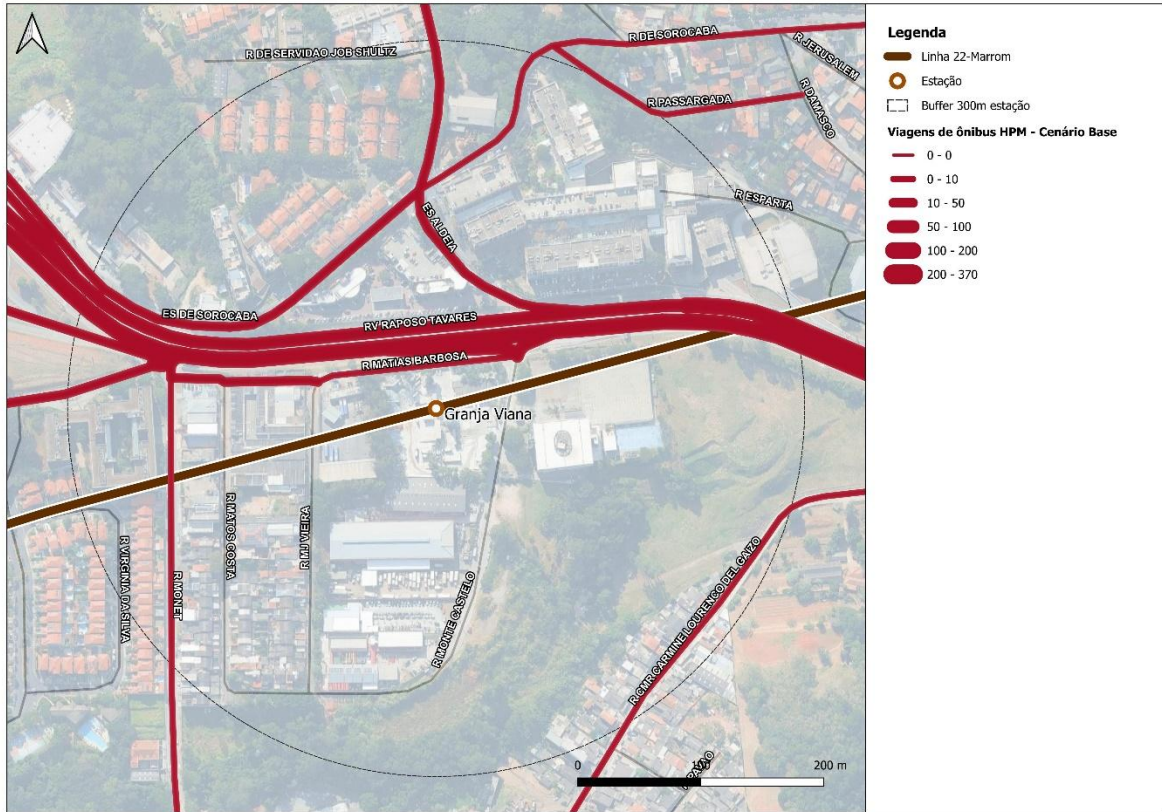 R DE SERVIDAO JOB SHULTZ
R DE SOROCABA
R JERUSALEM
R PASSARGADA
R DAMASCO
R ESPARTA
ES ALDEIA
ES DE SOROCABA
RV RAPOSO TAVARES
R MATIAS BARBOSA
Granja Viana
R VIRGINIA DA SILVA
R MONET
R MATOS COSTA
R MJ VIEIRA
R MONTE CASTELO
R CMR CARMINE LOURENCO DEL GAIZO
0 100 200 m
Legenda
Linha 22-Marrom
Estação
Buffer 300m estação
Viagens de ônibus HPM - Cenário Base
0 - 0
0 - 10
10 - 50
50 - 100
100 - 200
200 - 370